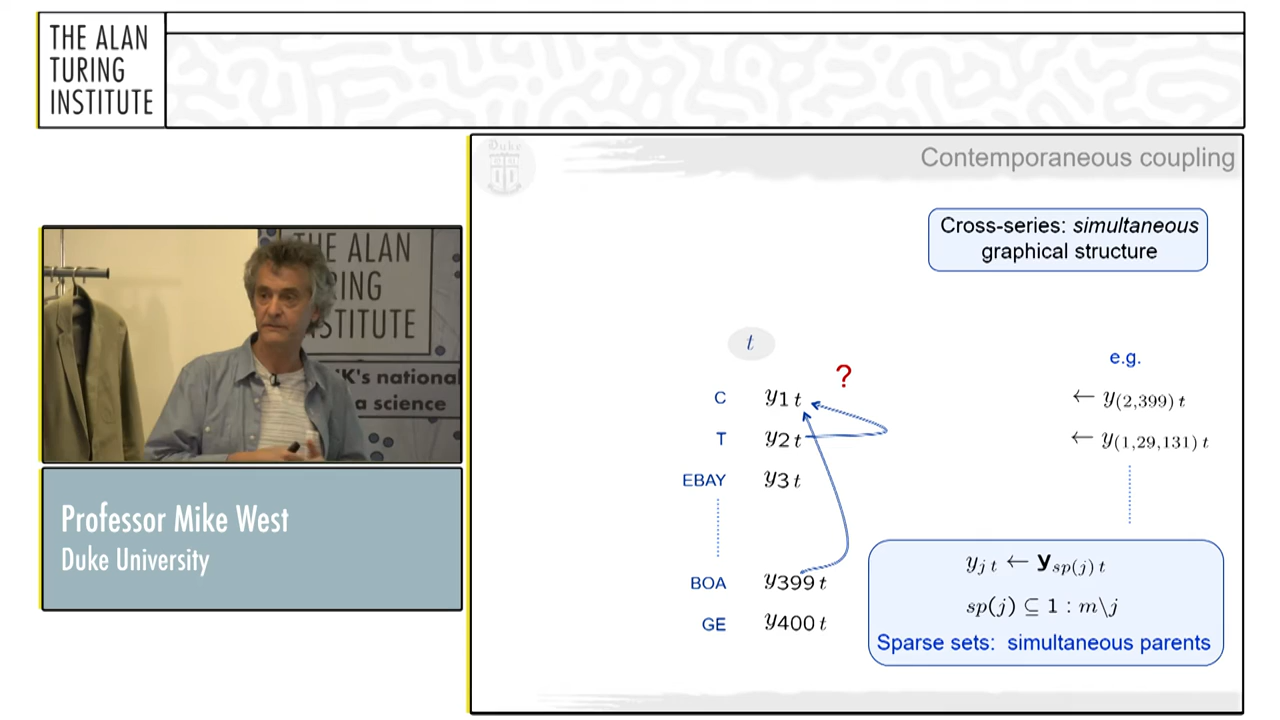 THE ALAN
TURING
INSTITUTE
Duke
Contemporaneous coupling
Cross-series: simultaneous
graphical structure
THE ALAN
RING
STITUTE
K's national
a science
t
e.g.
?
C y1 t ← y(2,399) t
T y2 t ← y(1,29,131) t
EBAY y3 t
BOA y399 t
GE y400 t
yj t ← ysp(j) t
sp(j) ⊆ 1 : m\j
Sparse sets: simultaneous parents
Professor Mike West
Duke University